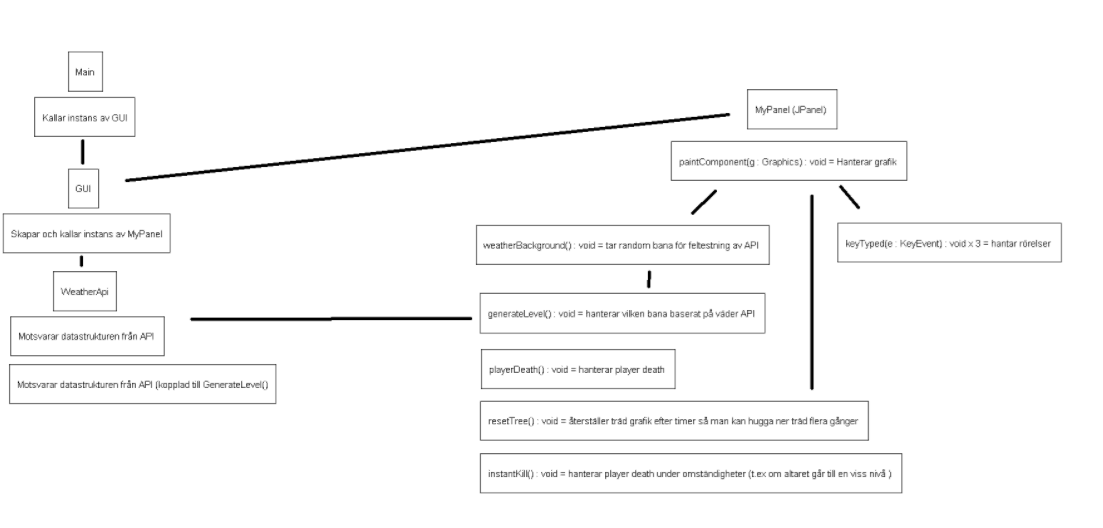 Main
Kallar instans av GUI
GUI
Skapar och kallar instans av MyPanel
WeatherApi
Motsvarar datastrukturen från API
Motsvarar datastrukturen från API (kopplad till GenerateLevel()
MyPanel (JPanel)
paintComponent(g : Graphics) : void = Hanterar grafik
weatherBackground() : void = tar random bana för feltestning av API
keyTyped(e : KeyEvent) : void x 3 = hantar rörelser
generateLevel() : void = hanterar vilken bana baserat på väder API
playerDeath() : void = hanterar player death
resetTree() : void = återställer träd grafik efter timer så man kan hugga ner träd flera gånger
instantKill() : void = hanterar player death under omständigheter (t.ex om altaret går till en viss nivå )